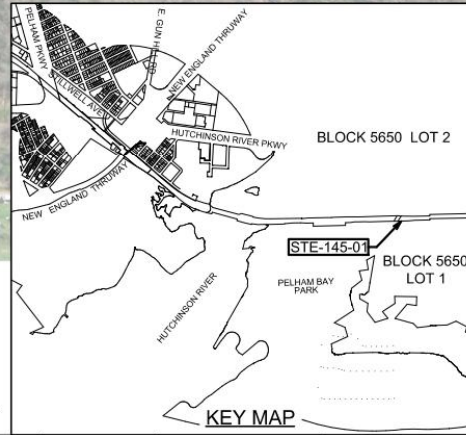 PELHAM PKWY
STILLWELL AVE
E. GUN HILL RD
NEW ENGLAND THRUWAY
HUTCHINSON RIVER PKWY
BLOCK 5650 LOT 2
NEW ENGLAND THRUWAY
STE-145-01
BLOCK 5650
LOT 1
PELHAM BAY
PARK
HUTCHINSON RIVER
KEY MAP